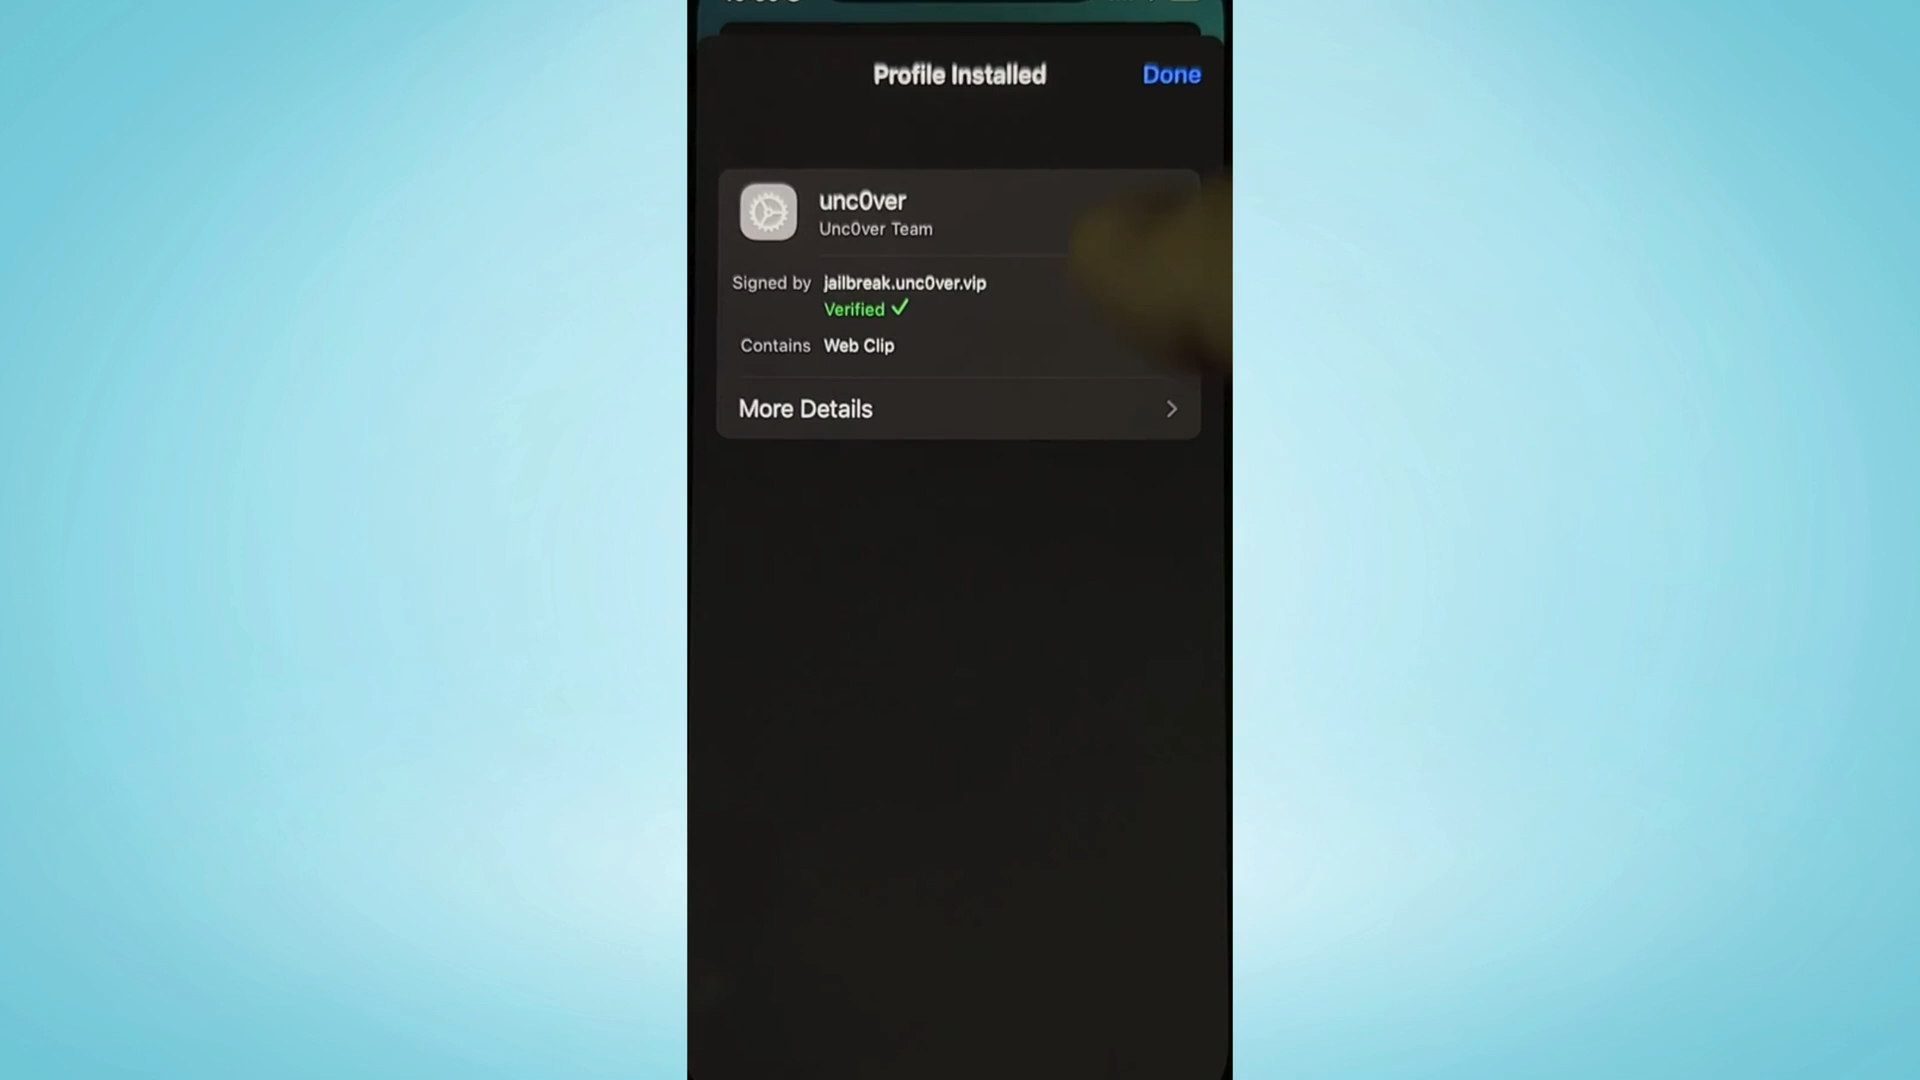 Profile Installed
Done
unc0ver
Unc0ver Team
Signed by jailbreak.unc0ver.vip
Verified ✓
Contains Web Clip
More Details